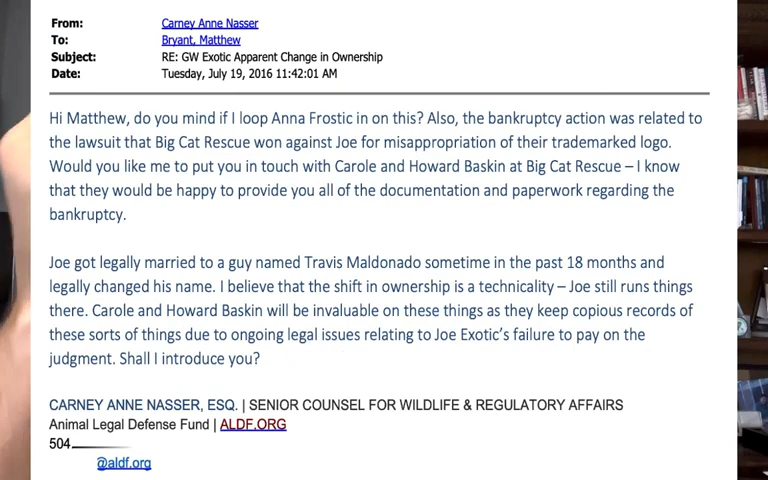 From: Carney Anne Nasser
To: Bryant, Matthew
Subject: RE: GW Exotic Apparent Change in Ownership
Date: Tuesday, July 19, 2016 11:42:01 AM
Hi Matthew, do you mind if I loop Anna Frostic in on this? Also, the bankruptcy action was related to
the lawsuit that Big Cat Rescue won against Joe for misappropriation of their trademarked logo.
Would you like me to put you in touch with Carole and Howard Baskin at Big Cat Rescue – I know
that they would be happy to provide you all of the documentation and paperwork regarding the
bankruptcy.
Joe got legally married to a guy named Travis Maldonado sometime in the past 18 months and
legally changed his name. I believe that the shift in ownership is a technicality – Joe still runs things
there. Carole and Howard Baskin will be invaluable on these things as they keep copious records of
these sorts of things due to ongoing legal issues relating to Joe Exotic's failure to pay on the
judgment. Shall I introduce you?
CARNEY ANNE NASSER, ESQ. | SENIOR COUNSEL FOR WILDLIFE & REGULATORY AFFAIRS
Animal Legal Defense Fund | ALDF.ORG
504
@aldf.org